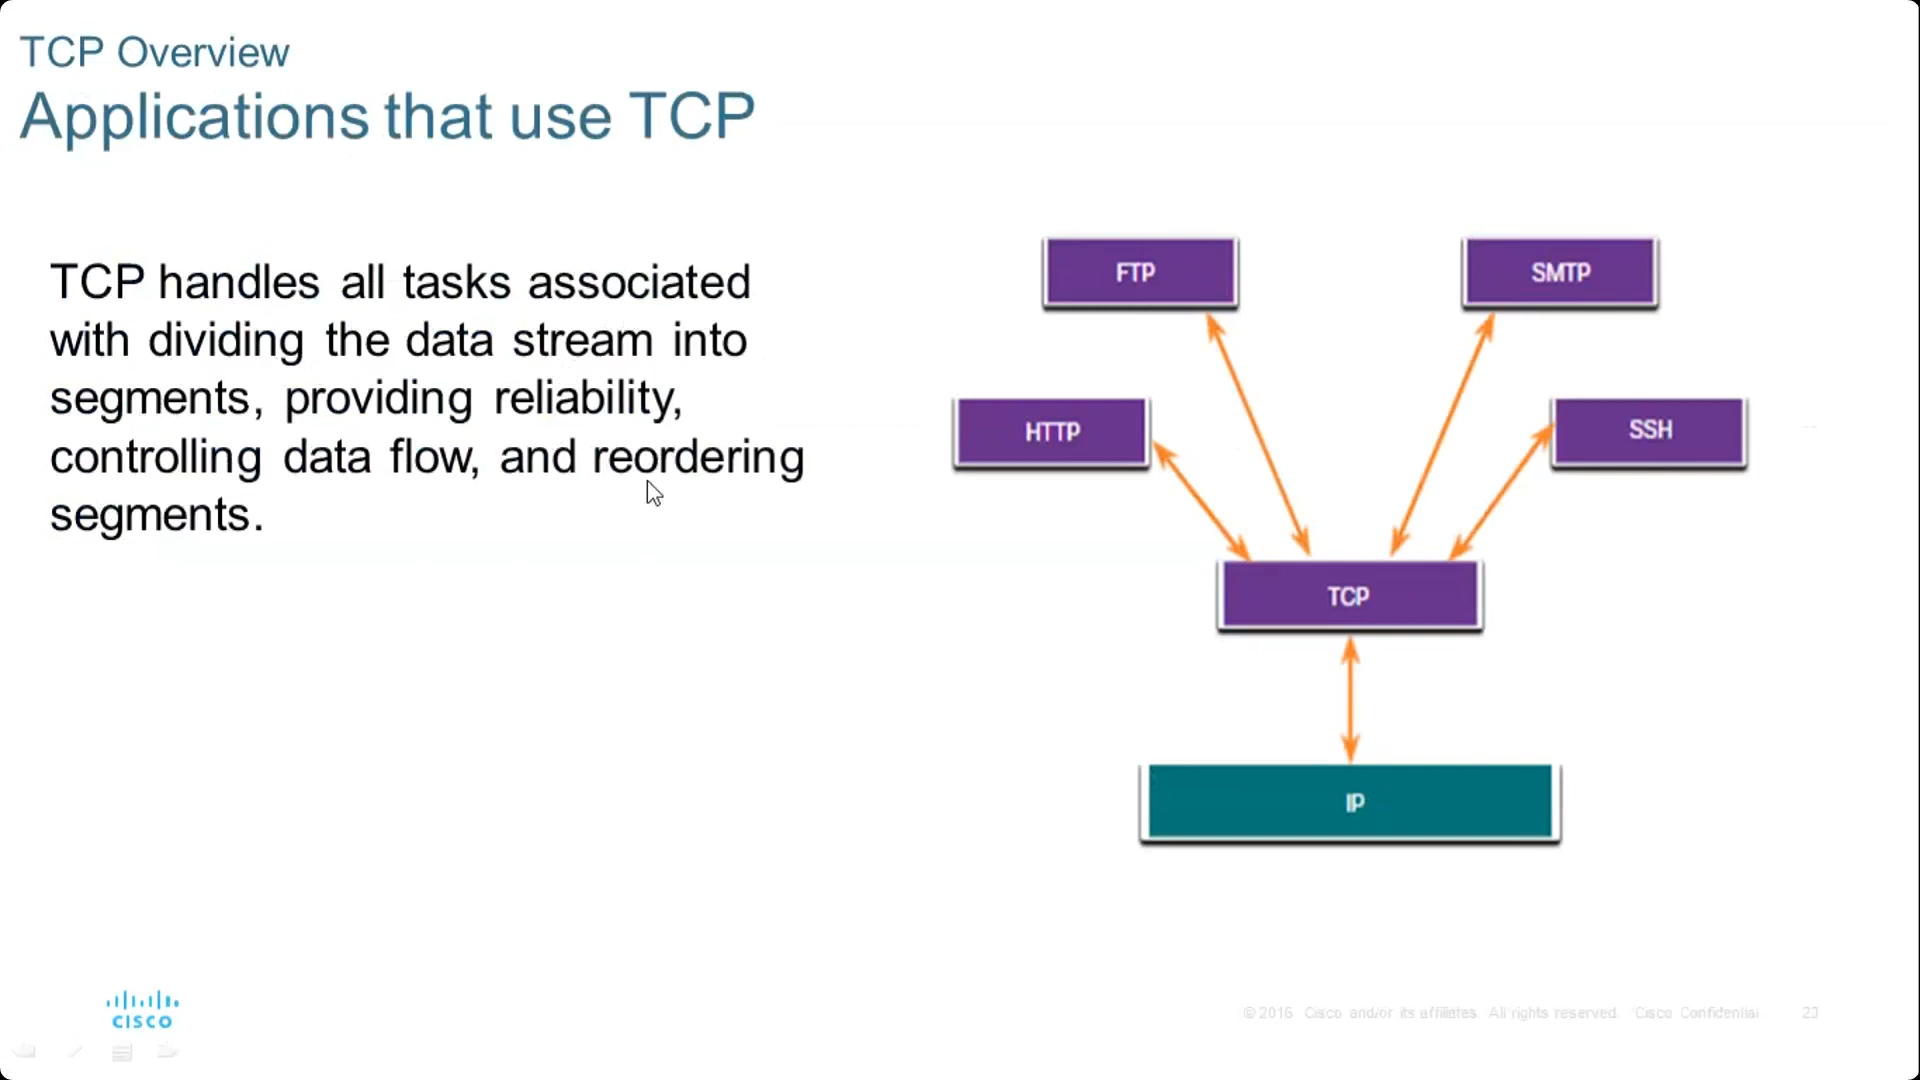 TCP Overview
Applications that use TCP
TCP handles all tasks associated
with dividing the data stream into
segments, providing reliability,
controlling data flow, and reordering
segments.
FTP
SMTP
HTTP
SSH
TCP
IP
CISCO
© 2016 Cisco and/or its affiliates. All rights reserved. Cisco Confidential
23